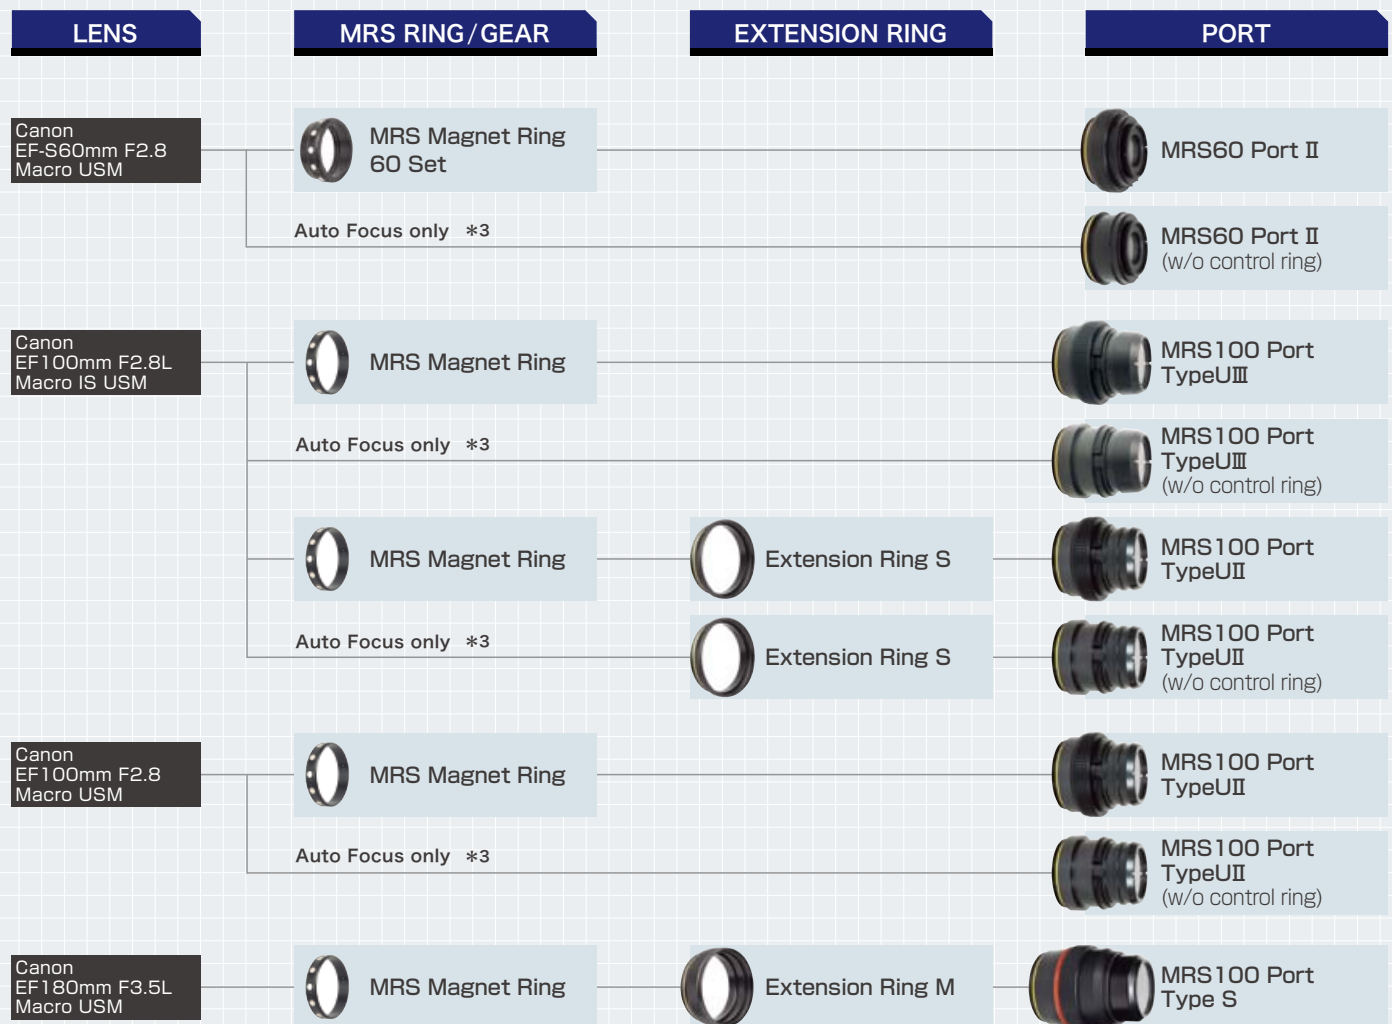 LENS
MRS RING/GEAR
EXTENSION RING
PORT
Canon
EF-S60mm F2.8
Macro USM
MRS Magnet Ring
60 Set
MRS60 Port Ⅱ
Auto Focus only ＊3
MRS60 Port Ⅱ
(w/o control ring)
Canon
EF100mm F2.8L
Macro IS USM
MRS Magnet Ring
MRS100 Port
TypeUⅢ
Auto Focus only ＊3
MRS100 Port
TypeUⅢ
(w/o control ring)
MRS Magnet Ring
Extension Ring S
MRS100 Port
TypeUⅡ
Auto Focus only ＊3
Extension Ring S
MRS100 Port
TypeUⅡ
(w/o control ring)
Canon
EF100mm F2.8
Macro USM
MRS Magnet Ring
MRS100 Port
TypeUⅡ
Auto Focus only ＊3
MRS100 Port
TypeUⅡ
(w/o control ring)
Canon
EF180mm F3.5L
Macro USM
MRS Magnet Ring
Extension Ring M
MRS100 Port
Type S